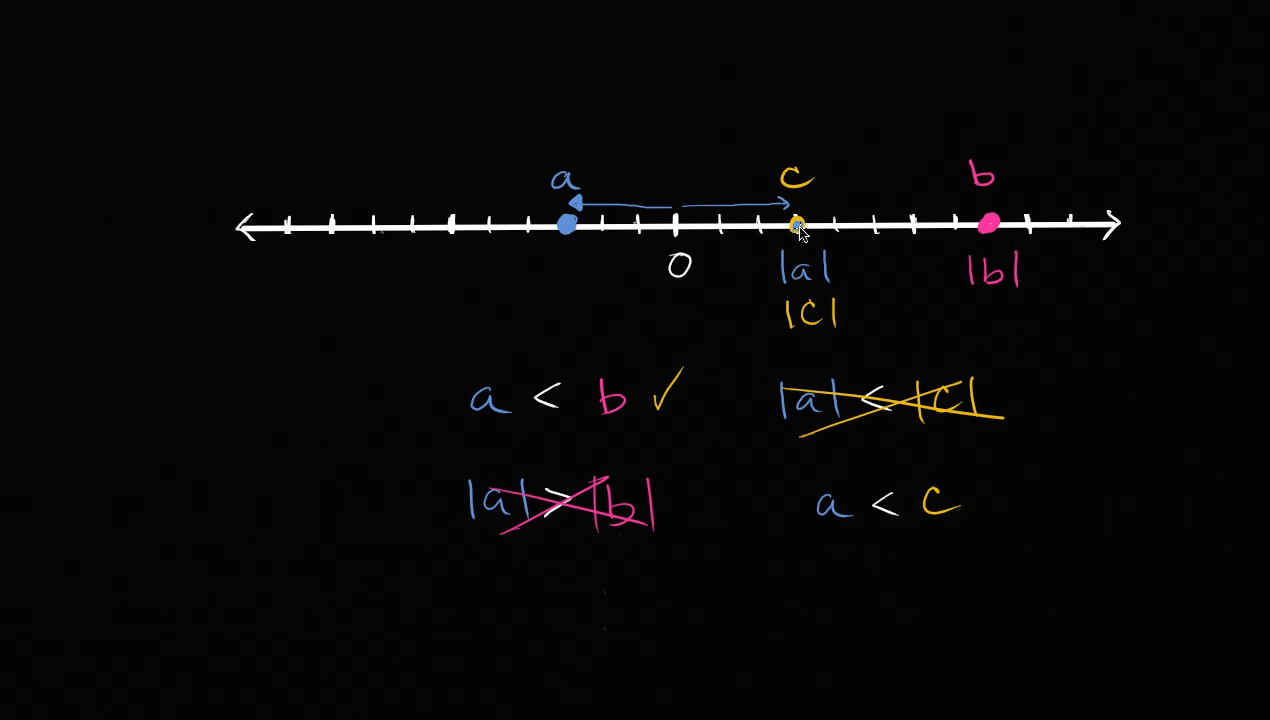 a c b
0 |a| |b|
|c|
a < b ✓ |a| < |c|
|a| > |b| a < c